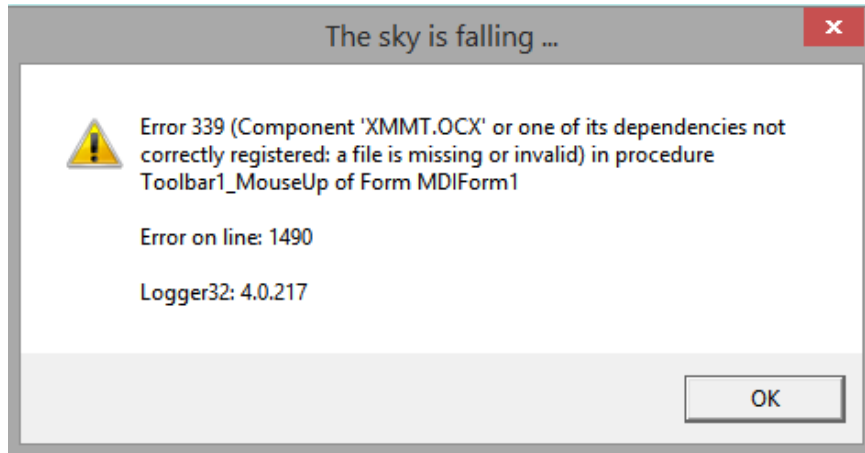 The sky is falling ...
x
Error 339 (Component 'XMMT.OCX' or one of its dependencies not
correctly registered: a file is missing or invalid) in procedure
Toolbar1_MouseUp of Form MDIForm1
Error on line: 1490
Logger32: 4.0.217
OK